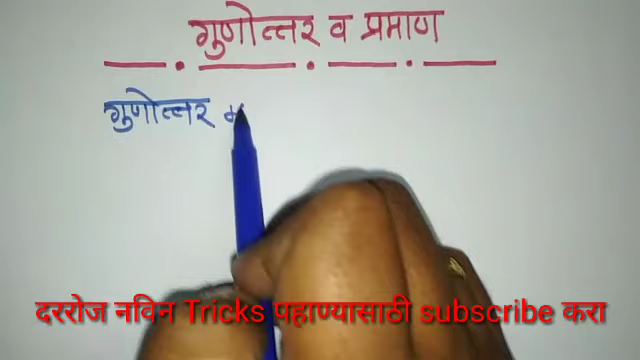 गुणोत्तर व प्रमाण
गुणोत्तर
दररोज नविन Tricks पहाण्यासाठी subscribe करा